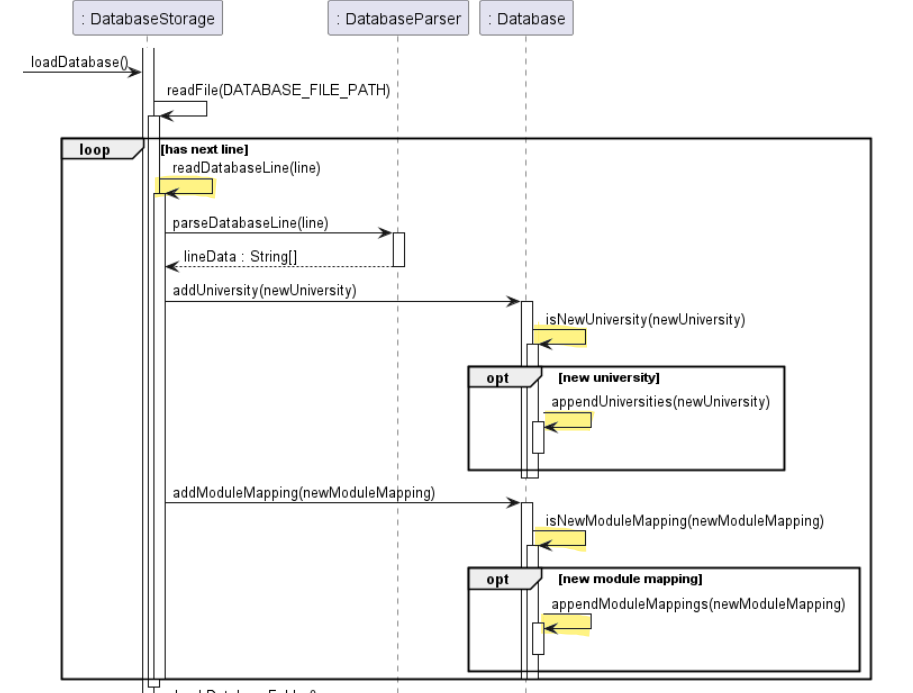 : DatabaseStorage
: DatabaseParser
: Database
loadDatabase()
readFile(DATABASE_FILE_PATH)
loop
[has next line]
readDatabaseLine(line)
parseDatabaseLine(line)
lineData : String[]
addUniversity(newUniversity)
isNewUniversity(newUniversity)
opt
[new university]
appendUniversities(newUniversity)
addModuleMapping(newModuleMapping)
isNewModuleMapping(newModuleMapping)
opt
[new module mapping]
appendModuleMappings(newModuleMapping)